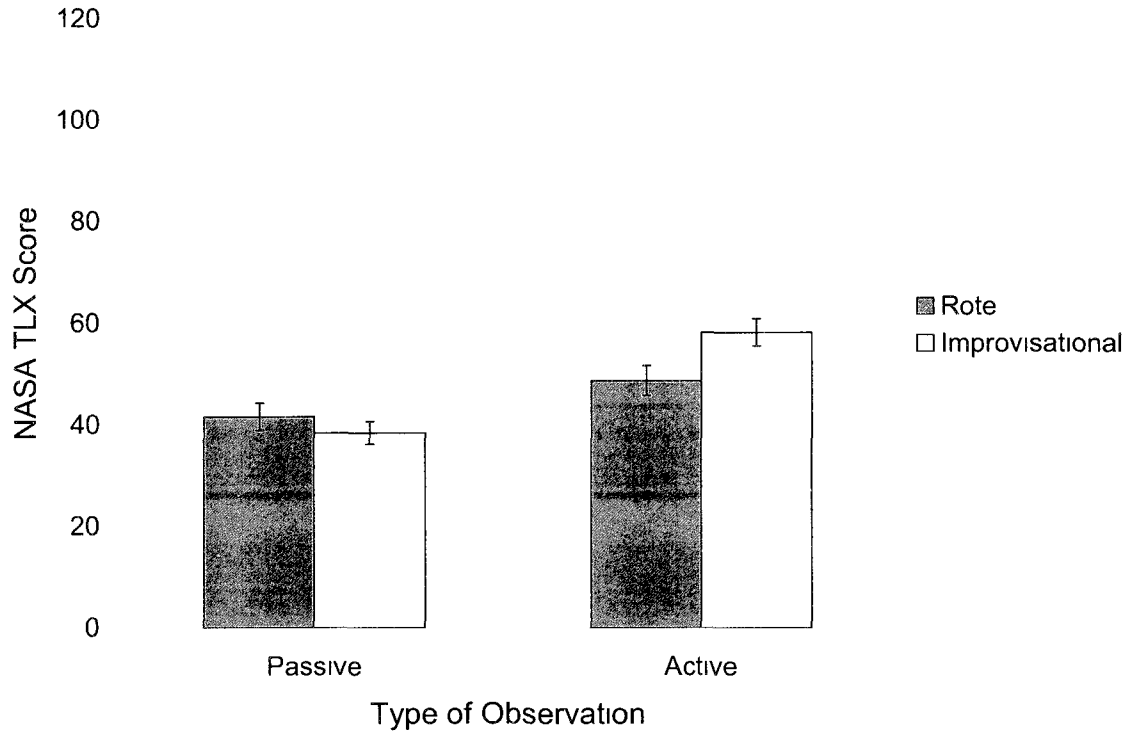 120
100
80
60
40
20
0
NASA TLX Score
Passive
Active
Type of Observation
Rote
Improvisational